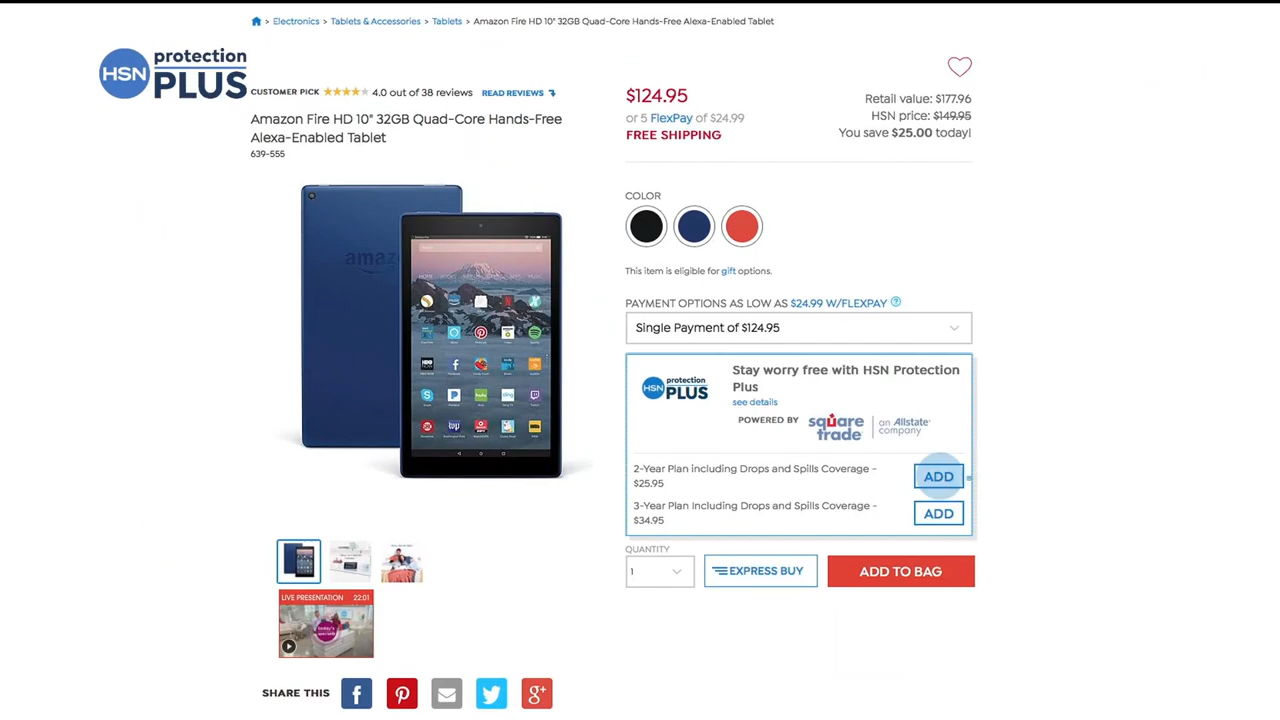 Electronics > Tablets & Accessories > Tablets > Amazon Fire HD 10" 32GB Quad-Core Hands-Free Alexa-Enabled Tablet
HSN protection PLUS
CUSTOMER PICK 4.0 out of 38 reviews READ REVIEWS
Amazon Fire HD 10" 32GB Quad-Core Hands-Free
Alexa-Enabled Tablet
639-555
amaz
$124.95
or 5 FlexPay of $24.99
FREE SHIPPING
Retail value: $177.96
HSN price: $149.95
You save $25.00 today!
COLOR
This item is eligible for gift options.
PAYMENT OPTIONS AS LOW AS $24.99 W/FLEXPAY ?
Single Payment of $124.95
HSN protection PLUS
Stay worry free with HSN Protection
Plus
see details
POWERED BY square trade an Allstate company
2-Year Plan including Drops and Spills Coverage -
$25.95
ADD
3-Year Plan Including Drops and Spills Coverage -
$34.95
ADD
QUANTITY
1
EXPRESS BUY
ADD TO BAG
LIVE PRESENTATION 22:01
today's special
SHARE THIS